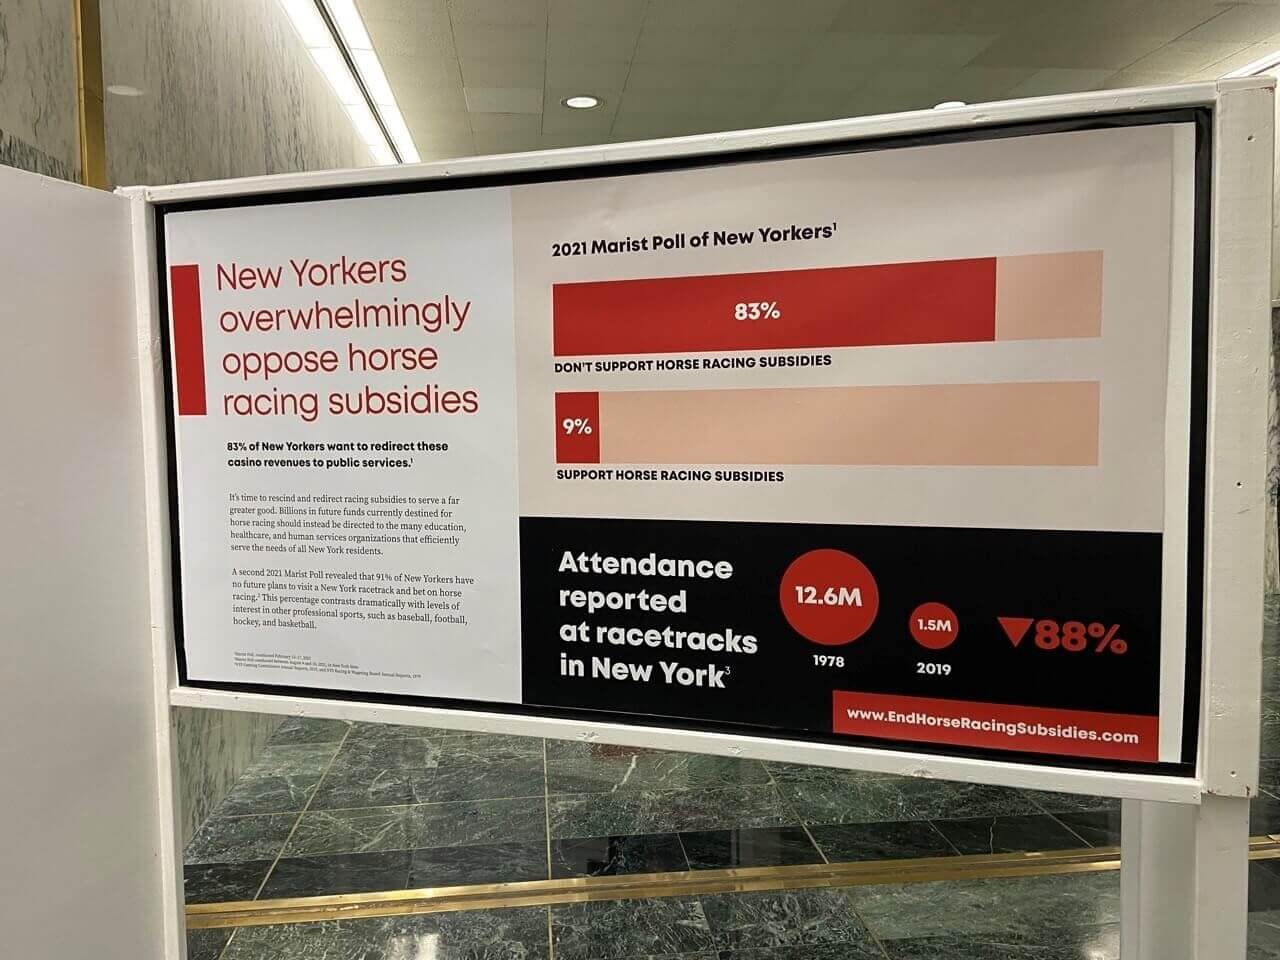 New Yorkers
overwhelmingly
oppose horse
racing subsidies
83% of New Yorkers want to redirect these
casino revenues to public services.¹
It's time to rescind and redirect racing subsidies to serve a far
greater good. Billions in future funds currently destined for
horse racing should instead be directed to the many education,
healthcare, and human services organizations that efficiently
serve the needs of all New York residents.
A second 2021 Marist Poll revealed that 91% of New Yorkers have
no future plans to visit a New York racetrack and bet on horse
racing.² This percentage contrasts dramatically with levels of
interest in other professional sports, such as baseball, football,
hockey, and basketball.
2021 Marist Poll of New Yorkers¹
83%
DON'T SUPPORT HORSE RACING SUBSIDIES
9%
SUPPORT HORSE RACING SUBSIDIES
Attendance
reported
at racetracks
in New York³
12.6M
1978
1.5M
2019
▼88%
www.EndHorseRacingSubsidies.com